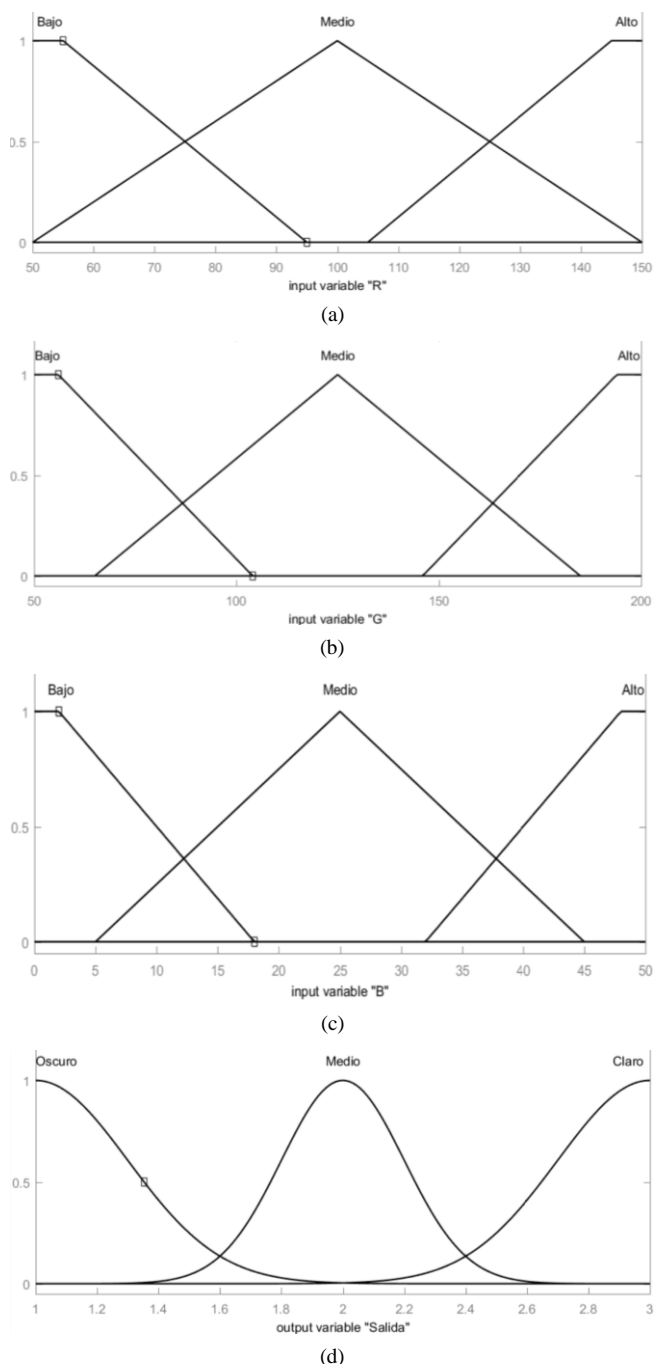 Bajo Medio Alto
1
0.5
0
50 60 70 80 90 100 110 120 130 140 150
input variable "R"
(a)
Bajo Medio Alto
1
0.5
0
50 100 150 200
input variable "G"
(b)
Bajo Medio Alto
1
0.5
0
0 5 10 15 20 25 30 35 40 45 50
input variable "B"
(c)
Oscuro Medio Claro
1
0.5
0
1 1.2 1.4 1.6 1.8 2 2.2 2.4 2.6 2.8 3
output variable "Salida"
(d)